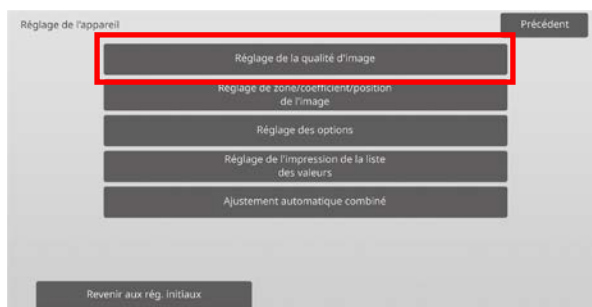 Réglage de l'appareil
Précédent
Réglage de la qualité d'image
Réglage de zone/coefficient/position
de l'image
Réglage des options
Réglage de l'impression de la liste
des valeurs
Ajustement automatique combiné
Revenir aux rég. initiaux